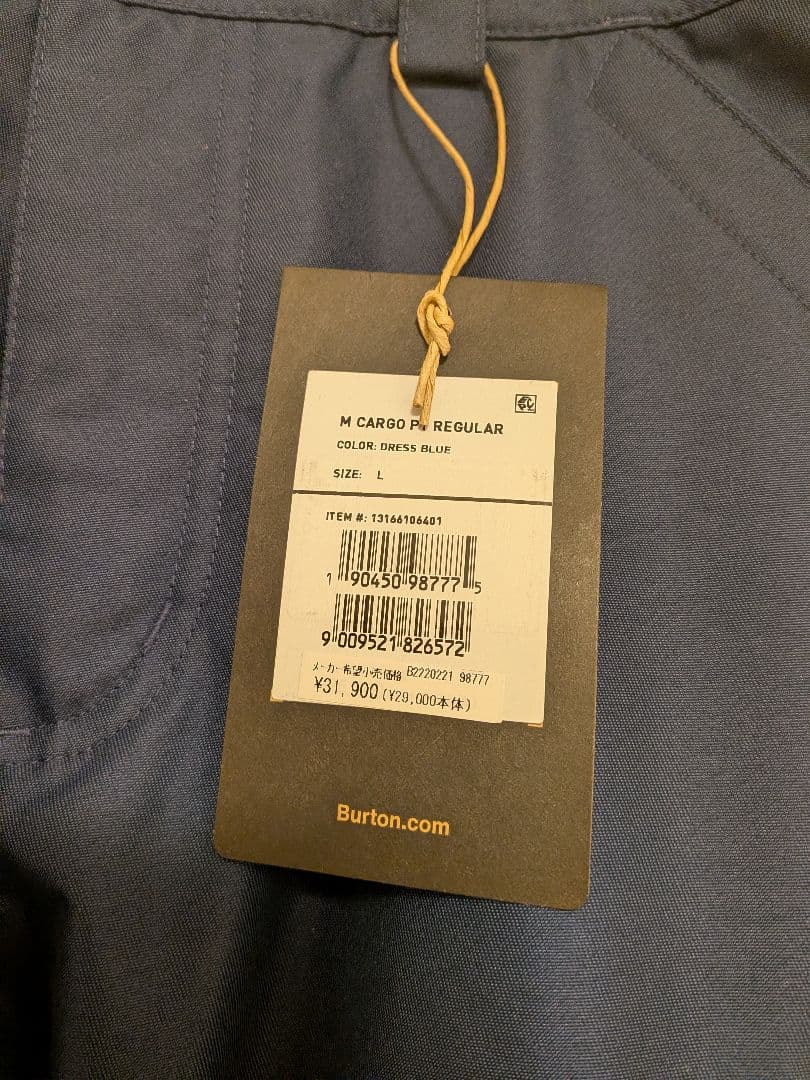 M CARGO PT REGULAR
COLOR: DRESS BLUE
SIZE: L
ITEM #: 13166106401
1 90450 98777 5
9 009521 826572
メーカー希望小売価格 B2220221 98777
¥31,900(¥29,000本体)
Burton.com